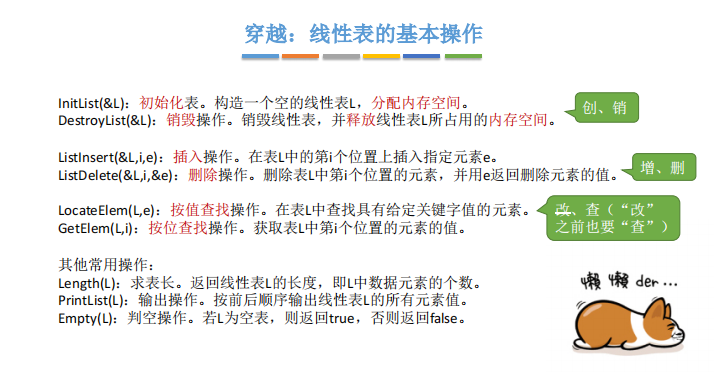 穿越：线性表的基本操作
InitList(&L)：初始化表。构造一个空的线性表L，分配内存空间。
DestroyList(&L)：销毁操作。销毁线性表，并释放线性表L所占用的内存空间。
创、销
ListInsert(&L,i,e)：插入操作。在表L中的第i个位置上插入指定元素e。
ListDelete(&L,i,&e)：删除操作。删除表L中第i个位置的元素，并用e返回删除元素的值。
增、删
LocateElem(L,e)：按值查找操作。在表L中查找具有给定关键字值的元素。
GetElem(L,i)：按位查找操作。获取表L中第i个位置的元素的值。
改、查（“改”
之前也要“查”）
其他常用操作：
Length(L)：求表长。返回线性表L的长度，即L中数据元素的个数。
PrintList(L)：输出操作。按前后顺序输出线性表L的所有元素值。
Empty(L)：判空操作。若L为空表，则返回true，否则返回false。
懒 懒 der...